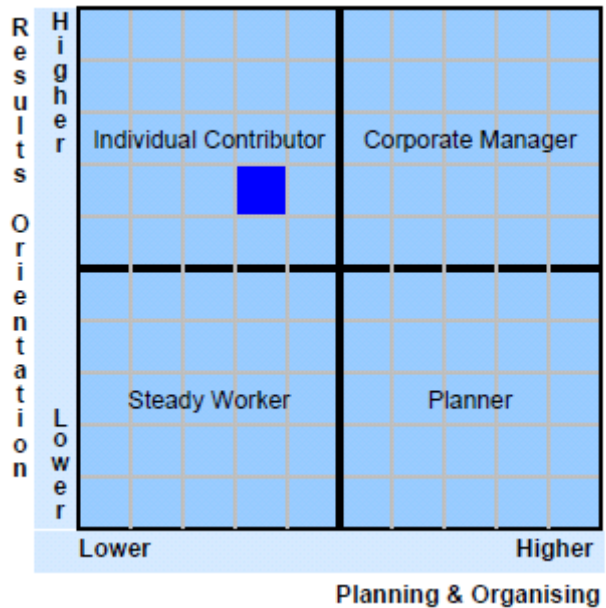 Results Orientation
Higher
Lower
Individual Contributor
Corporate Manager
Steady Worker
Planner
Lower
Higher
Planning & Organising